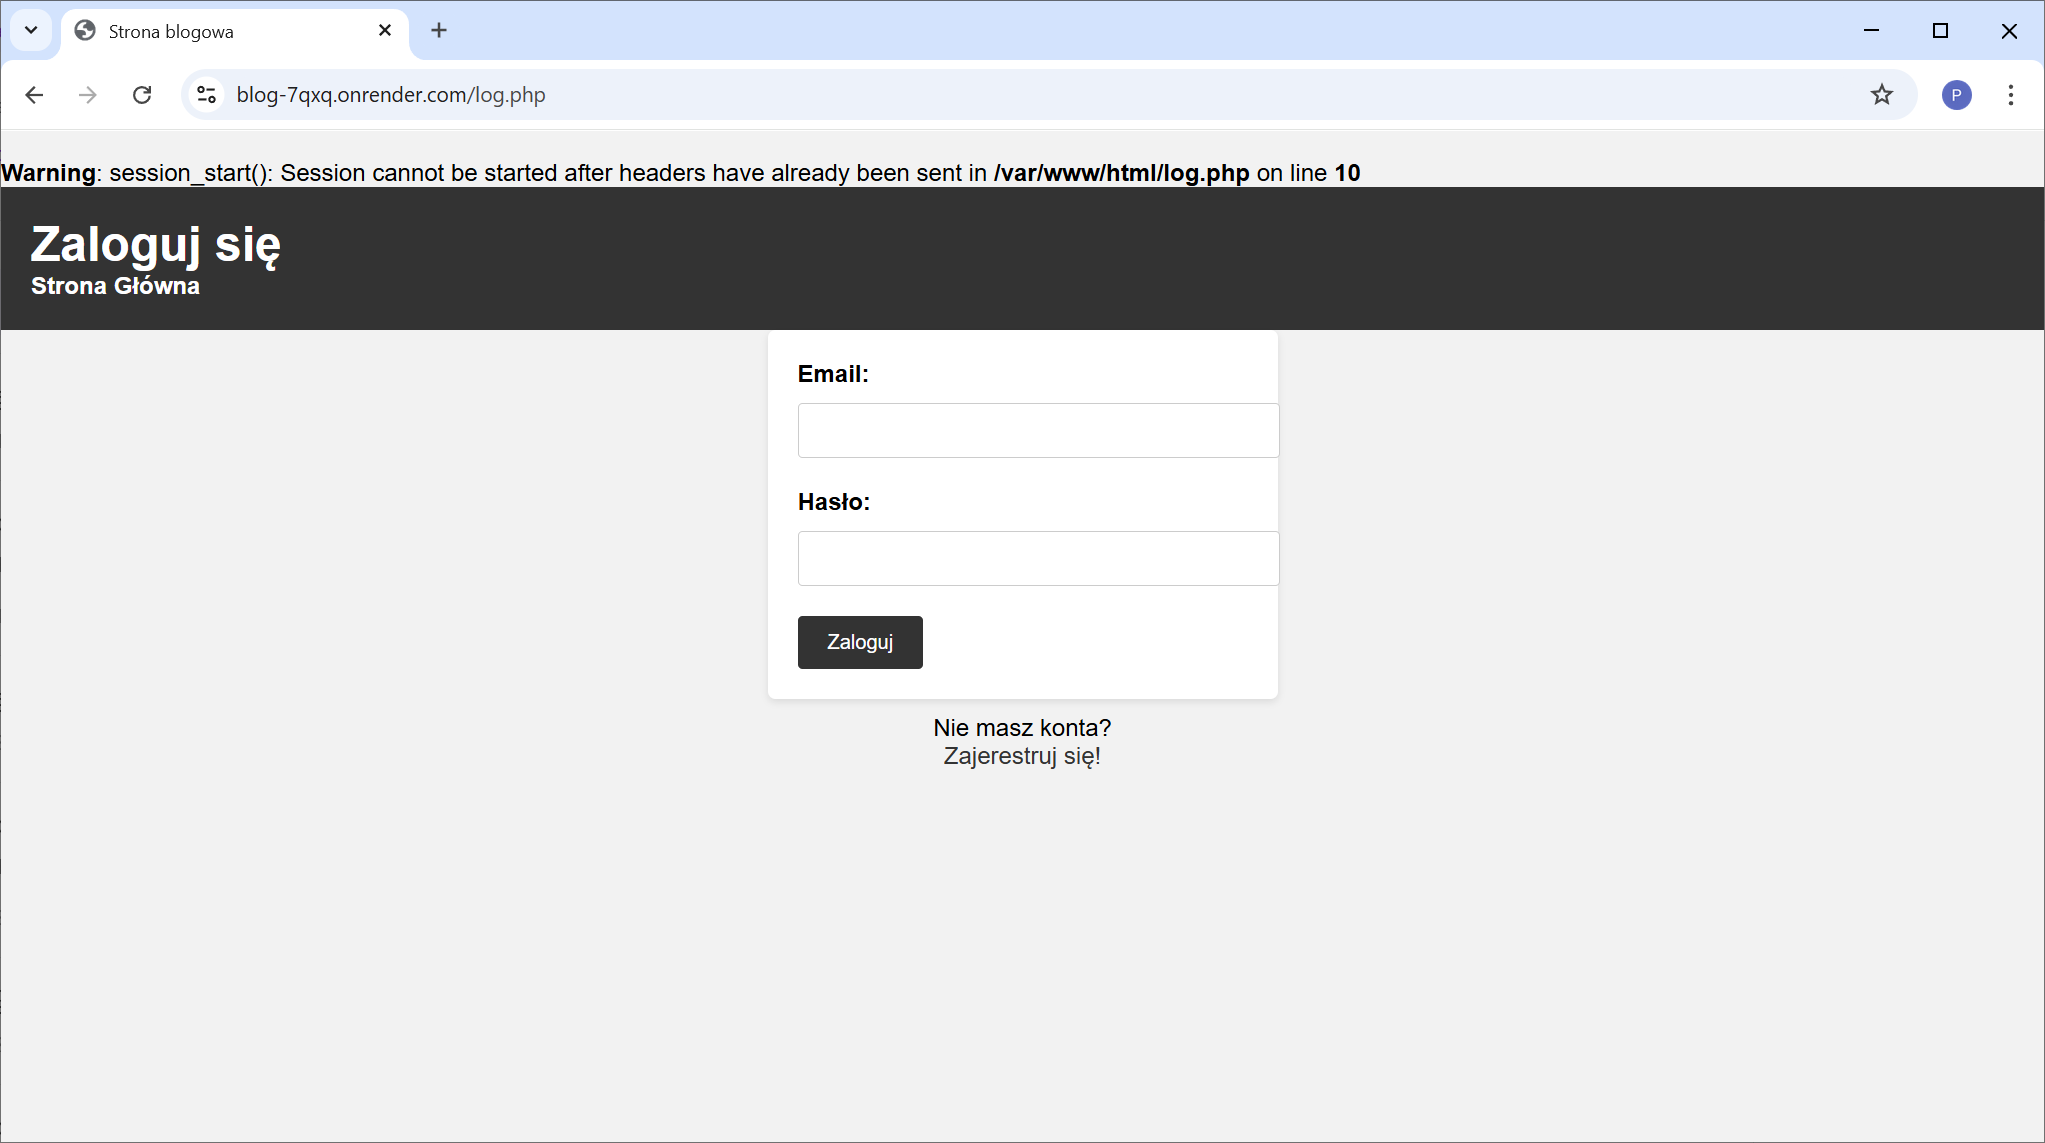 Strona blogowa
blog-7qxq.onrender.com/log.php
P
Warning: session_start(): Session cannot be started after headers have already been sent in /var/www/html/log.php on line 10
Zaloguj się
Strona Główna
Email:
Hasło:
Zaloguj
Nie masz konta?
Zajerestruj się!